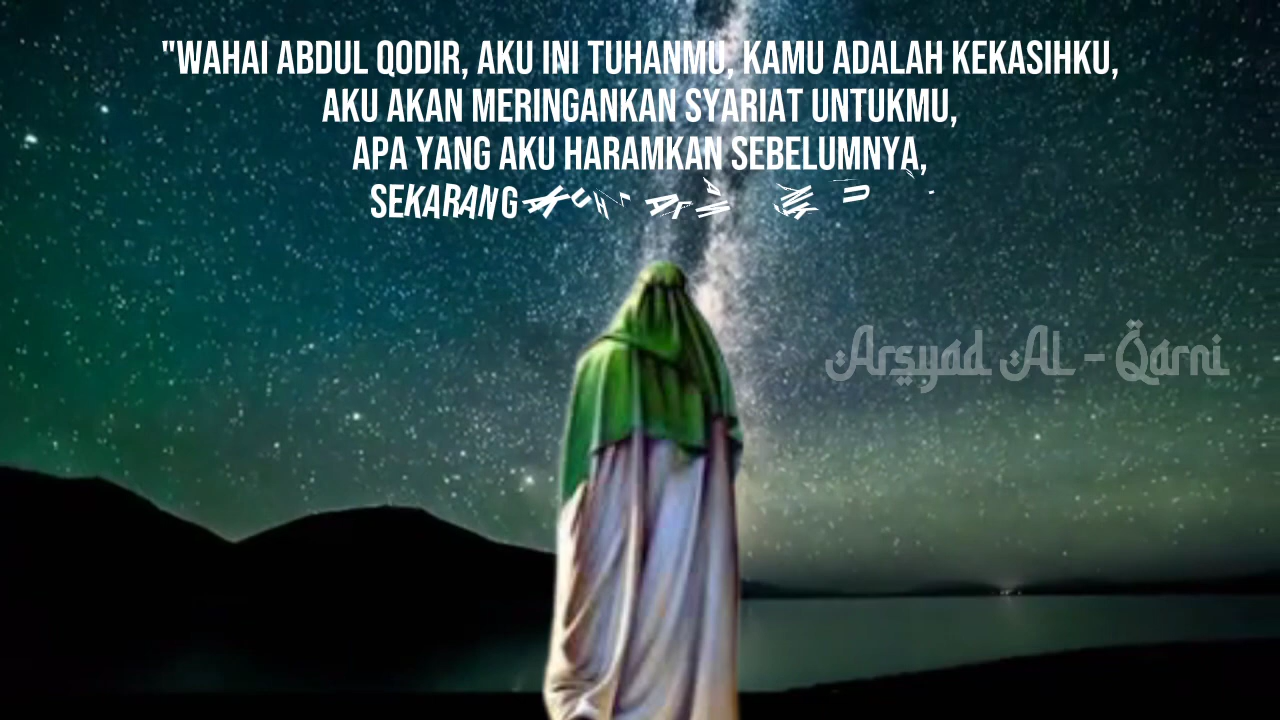 "WAHAI ABDUL QODIR, AKU INI TUHANMU, KAMU ADALAH KEKASIHKU,
AKU AKAN MERINGANKAN SYARIAT UNTUKMU,
APA YANG AKU HARAMKAN SEBELUMNYA,
SEKARANG AKU
Arsyad Al - Qarni